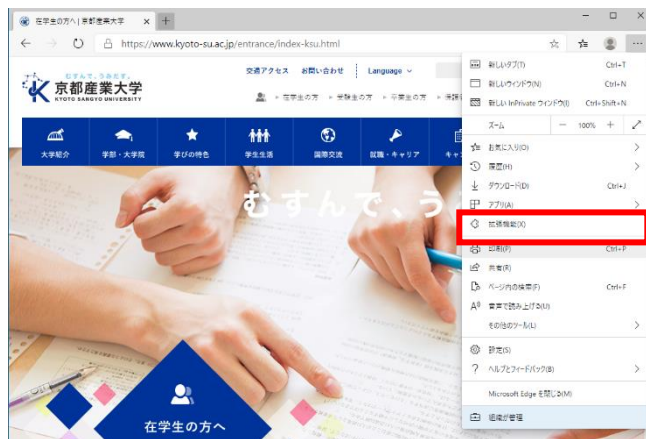 在学生の方へ | 京都産業大学
https://www.kyoto-su.ac.jp/entrance/index-ksu.html
むすんで、うみだす。
京都産業大学
KYOTO SANGYO UNIVERSITY
交通アクセス お問い合わせ Language
在学生の方 受験生の方 卒業生の方
大学紹介 学部・大学院 学びの特色 学生生活 国際交流 就職・キャリア
むすんで、う
在学生の方へ
新しいタブ(T) Ctrl+T
新しいウィンドウ(N) Ctrl+N
新しい InPrivate ウィンドウ(I) Ctrl+Shift+N
ズーム 100%
お気に入り(O)
履歴(H)
ダウンロード(D) Ctrl+J
アプリ(A)
拡張機能(X)
印刷(P) Ctrl+P
共有(R)
ページ内の検索(F) Ctrl+F
音声で読み上げる(U)
その他のツール(L)
設定(S)
ヘルプとフィードバック(B)
Microsoft Edge を閉じる(M)
組織が管理